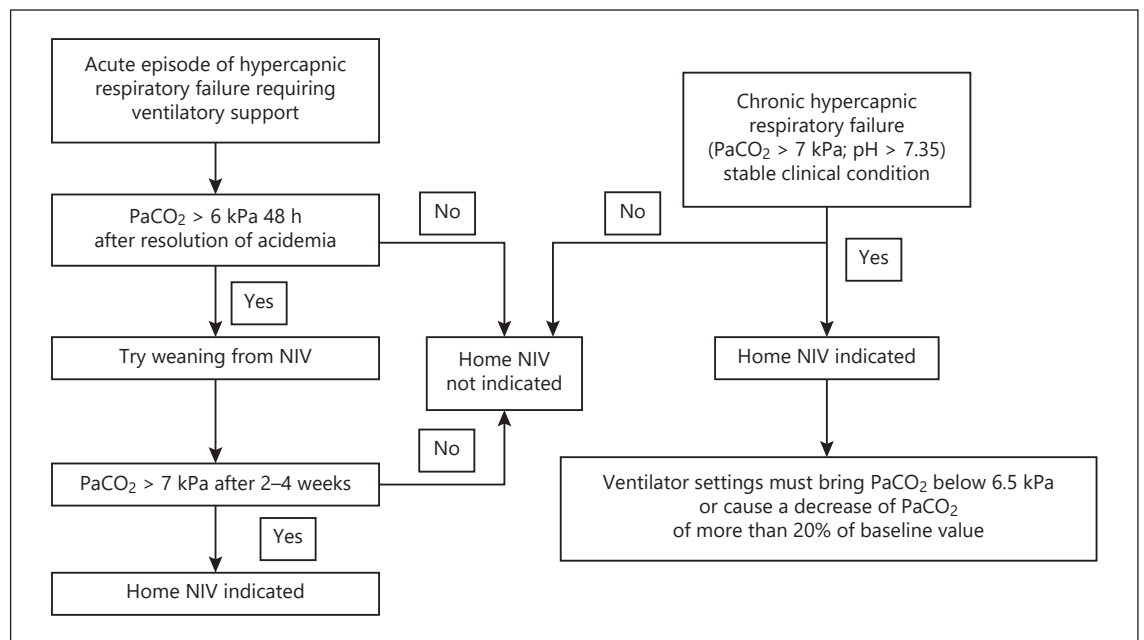 Acute episode of hypercapnic
respiratory failure requiring
ventilatory support
PaCO2 > 6 kPa 48 h
after resolution of acidemia
No
Yes
Try weaning from NIV
PaCO2 > 7 kPa after 2–4 weeks
No
Yes
Home NIV indicated
Home NIV
not indicated
Chronic hypercapnic
respiratory failure
(PaCO2 > 7 kPa; pH > 7.35)
stable clinical condition
No
Yes
Home NIV indicated
Ventilator settings must bring PaCO2 below 6.5 kPa
or cause a decrease of PaCO2
of more than 20% of baseline value